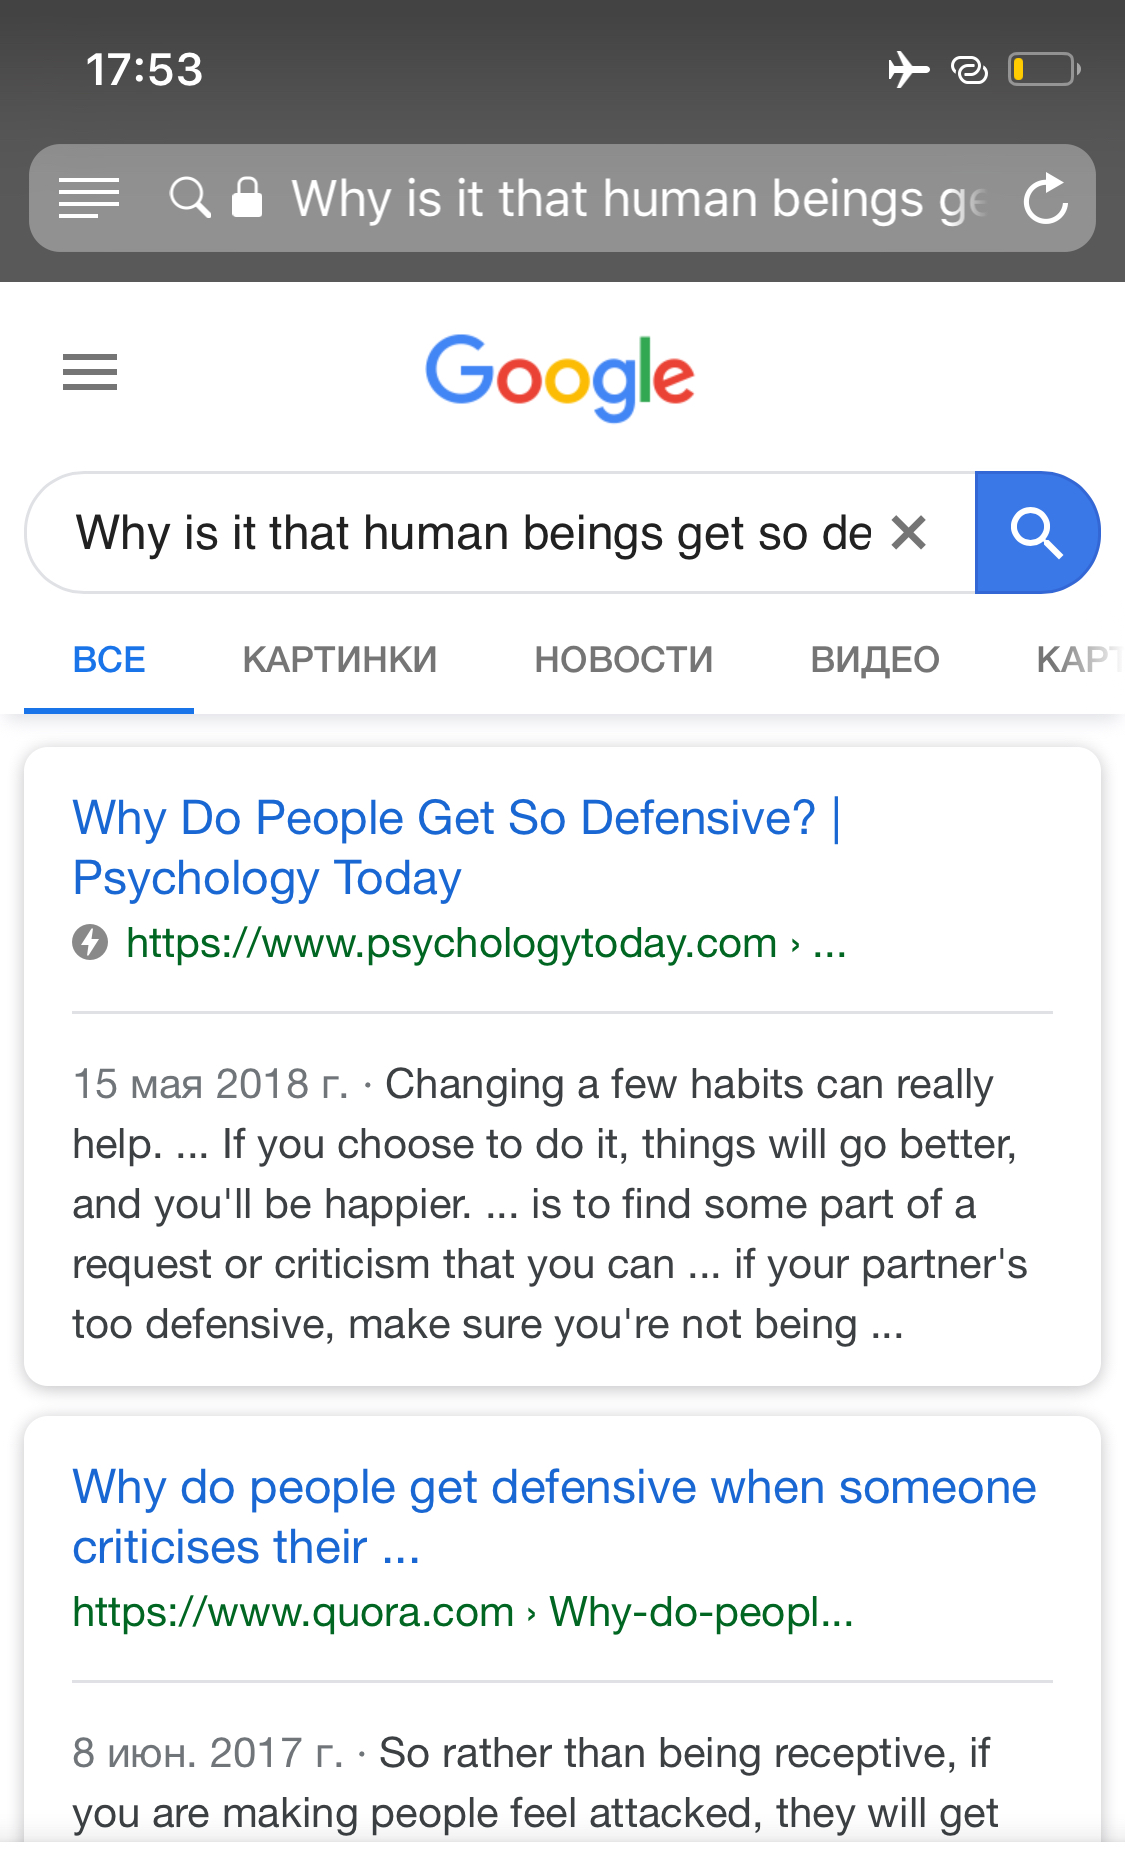 17:53
Why is it that human beings ge
Google
Why is it that human beings get so de
ВСЕ КАРТИНКИ НОВОСТИ ВИДЕО КАРТ
Why Do People Get So Defensive? |
Psychology Today
https://www.psychologytoday.com › ...
15 мая 2018 г. · Changing a few habits can really
help. ... If you choose to do it, things will go better,
and you'll be happier. ... is to find some part of a
request or criticism that you can ... if your partner's
too defensive, make sure you're not being ...
Why do people get defensive when someone
criticises their ...
https://www.quora.com › Why-do-peopl...
8 июн. 2017 г. · So rather than being receptive, if
you are making people feel attacked, they will get